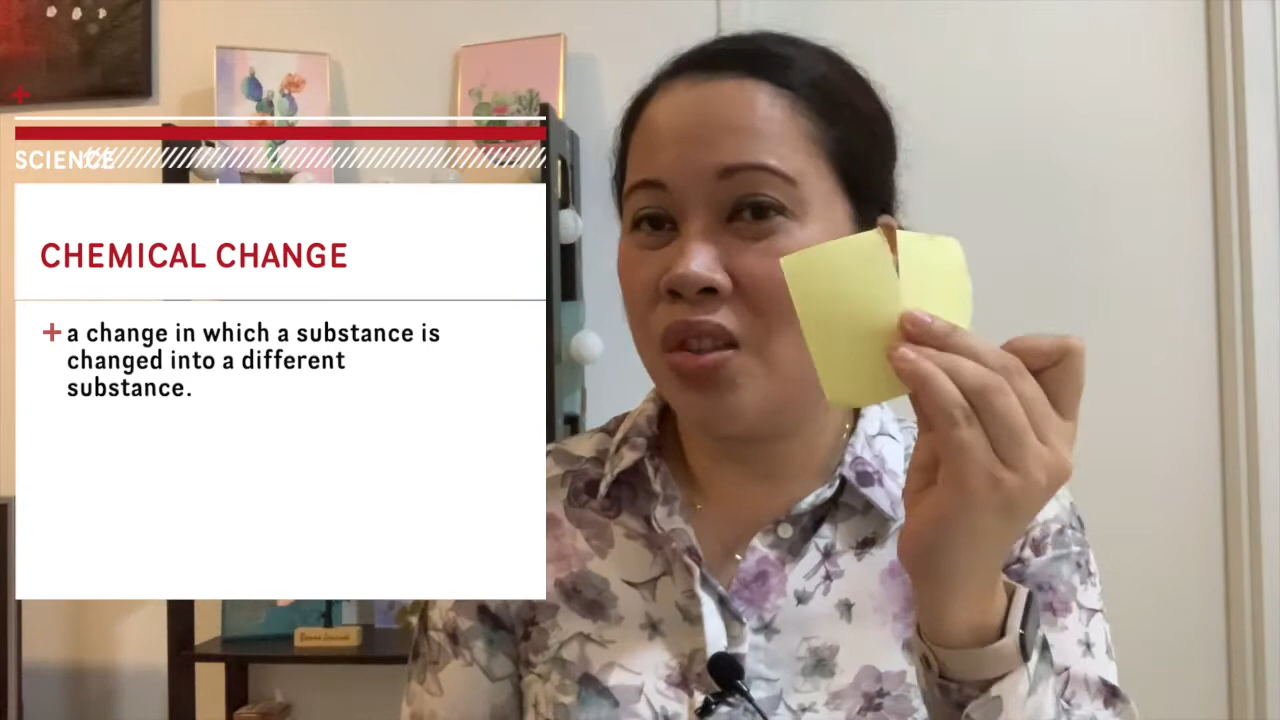 SCIENCE
CHEMICAL CHANGE
a change in which a substance is
changed into a different
substance.